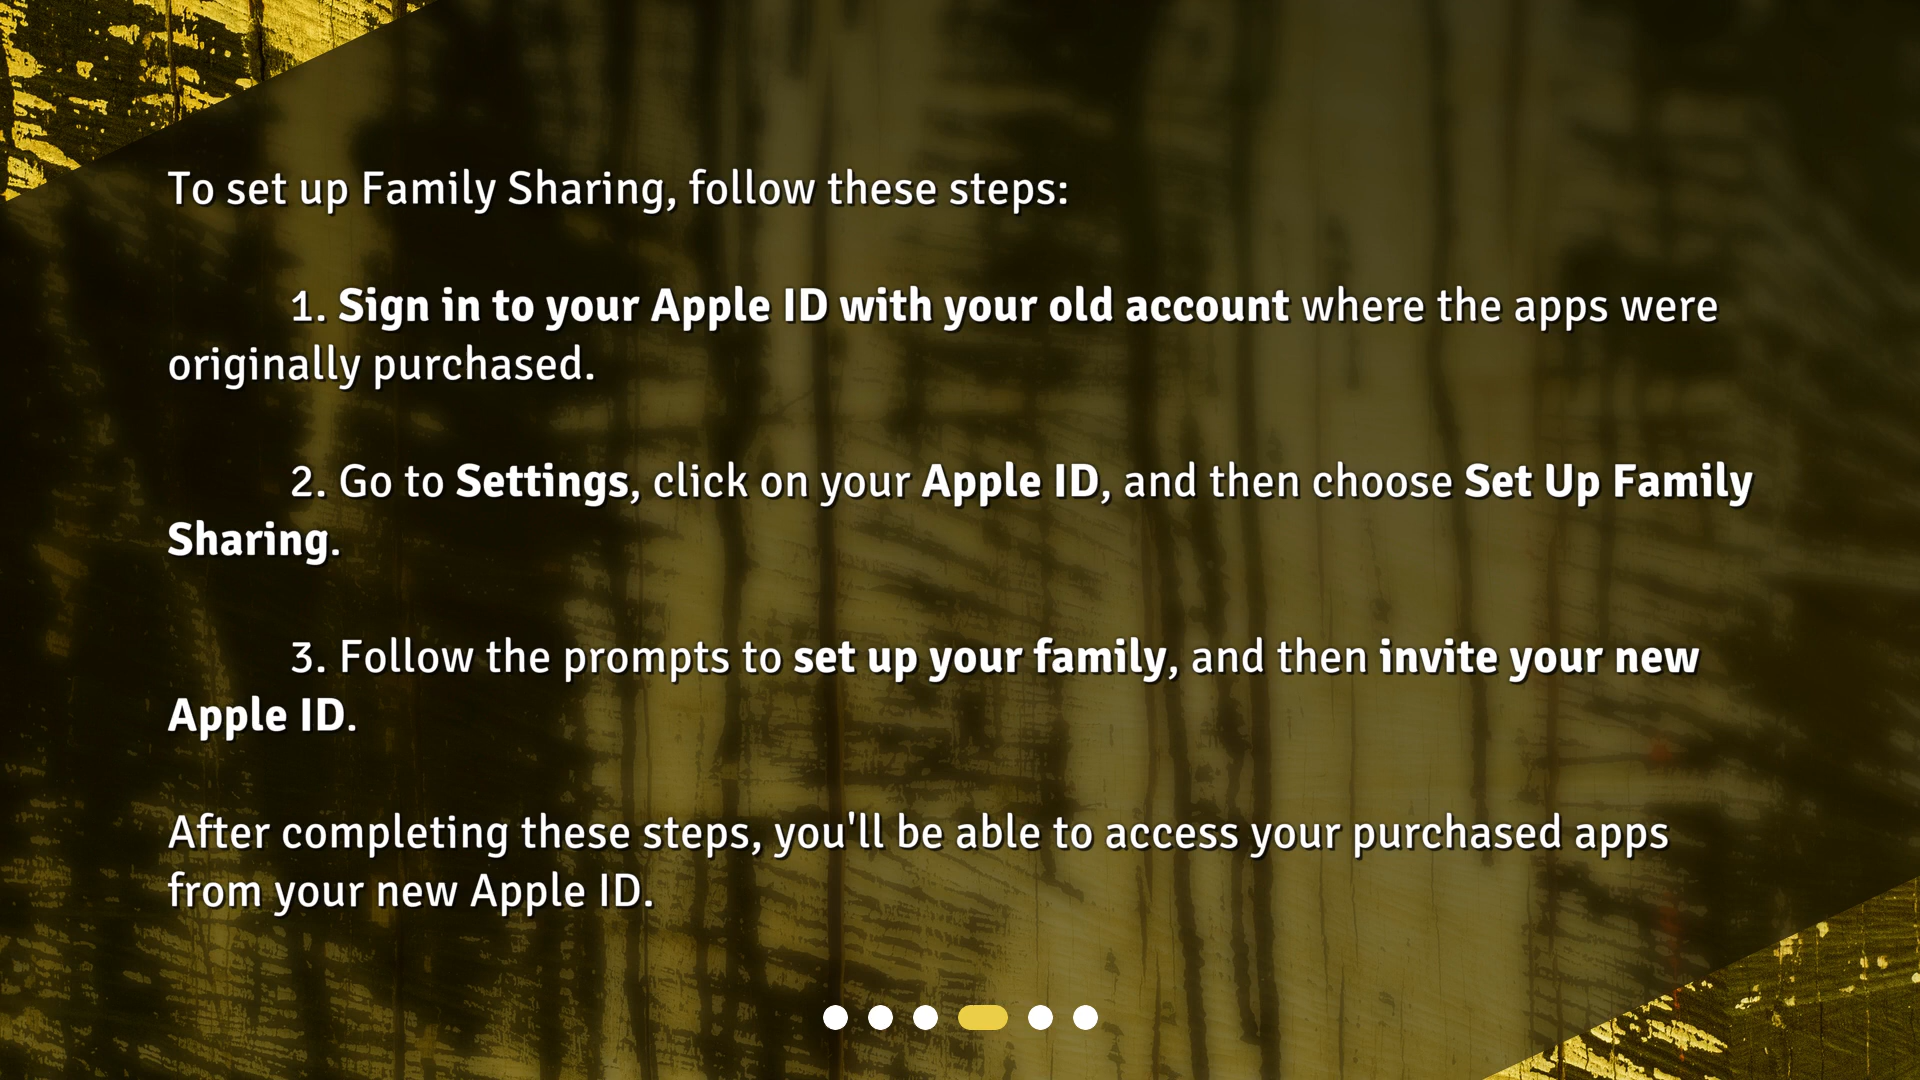 To set up Family Sharing, follow these steps:
1. Sign in to your Apple ID with your old account where the apps were
originally purchased.
2. Go to Settings, click on your Apple ID, and then choose Set Up Family
Sharing.
3. Follow the prompts to set up your family, and then invite your new
Apple ID.
After completing these steps, you'll be able to access your purchased apps
from your new Apple ID.